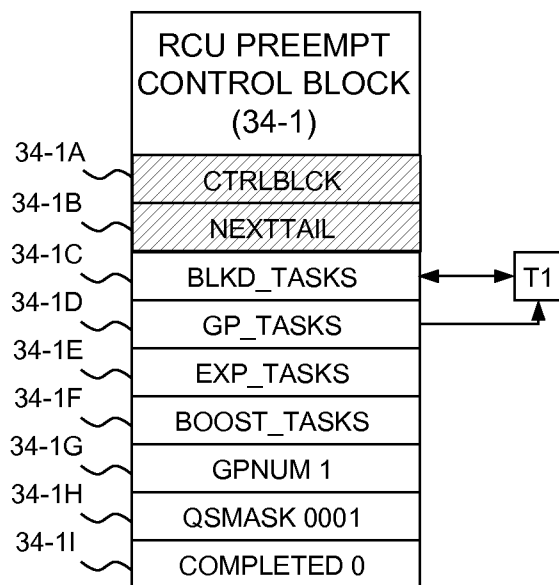 RCU PREEMPT
CONTROL BLOCK
(34-1)
34-1A
CTRLBLCK
34-1B
NEXTTAIL
34-1C
BLKD_TASKS
T1
34-1D
GP_TASKS
34-1E
EXP_TASKS
34-1F
BOOST_TASKS
34-1G
GPNUM 1
34-1H
QSMASK 0001
34-1I
COMPLETED 0